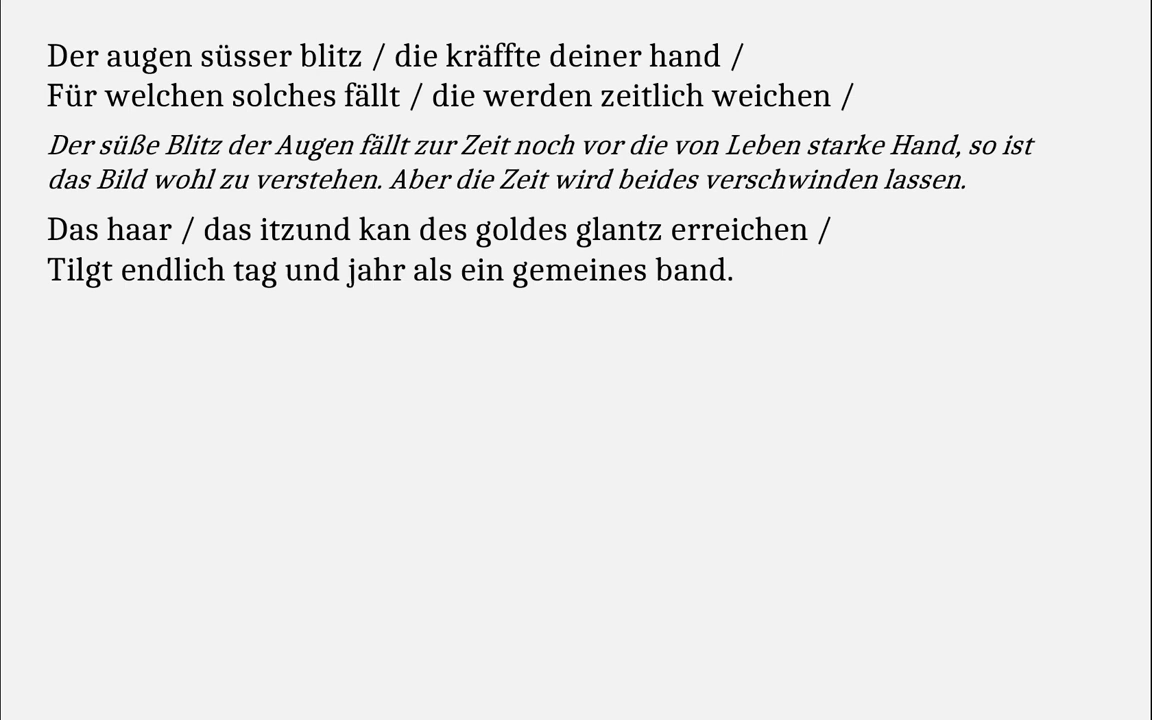 Der augen süsser blitz / die kräffte deiner hand /
Für welchen solches fällt / die werden zeitlich weichen /
Der süße Blitz der Augen fällt zur Zeit noch vor die von Leben starke Hand, so ist
das Bild wohl zu verstehen. Aber die Zeit wird beides verschwinden lassen.
Das haar / das itzund kan des goldes glantz erreichen /
Tilgt endlich tag und jahr als ein gemeines band.